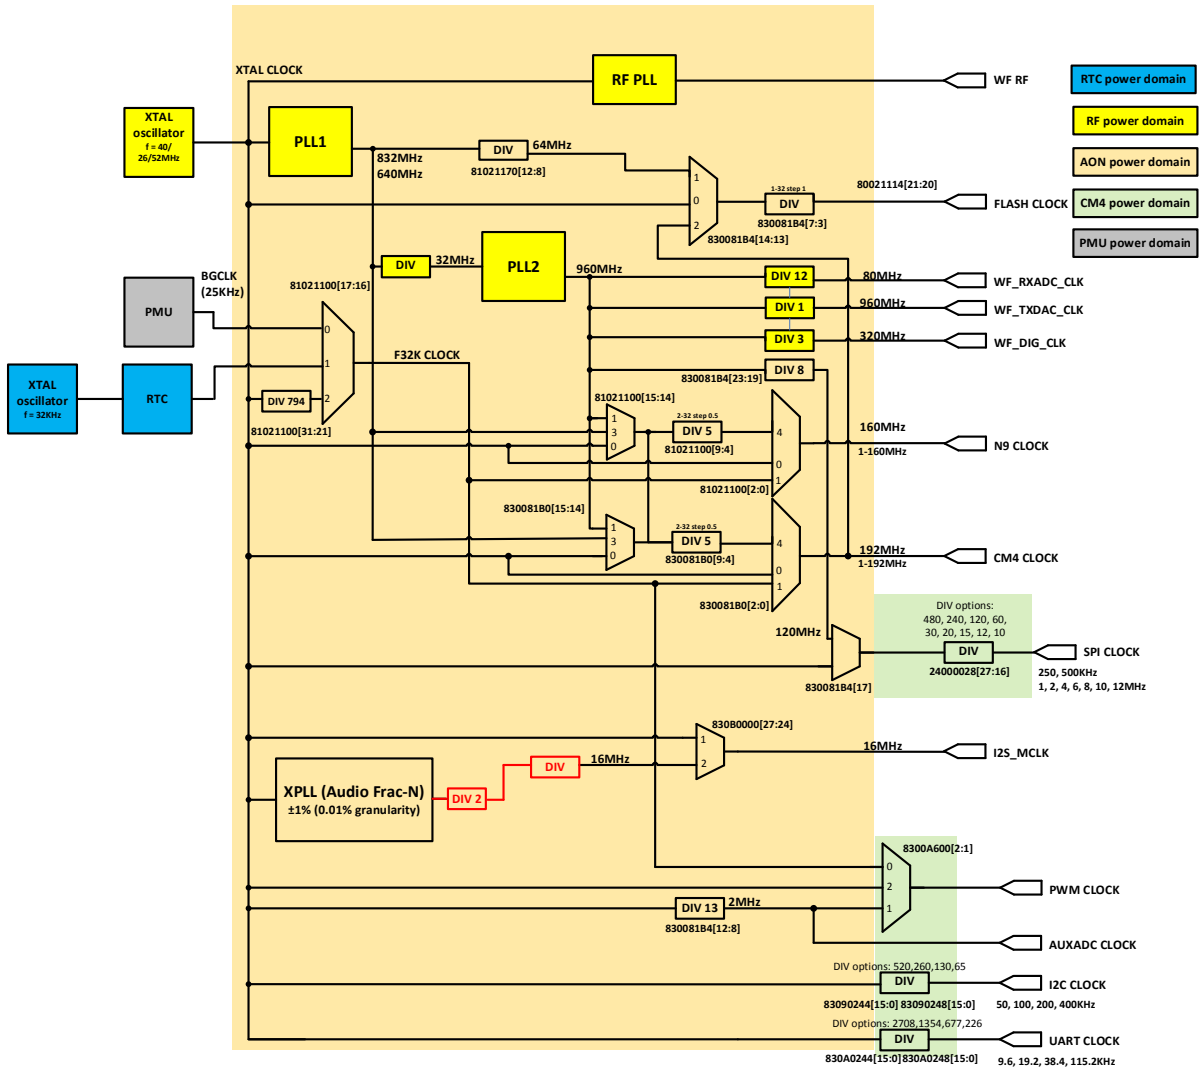 XTAL CLOCK
RF PLL
WF RF
RTC power domain
XTAL
oscillator
f = 40/
26/52MHz
PLL1
832MHz
640MHz
DIV
64MHz
81021170[12:8]
RF power domain
AON power domain
CM4 power domain
PMU power domain
1
0
2
830081B4[14:13]
1-32 step 1
DIV
830081B4[7:3]
80021114[21:20]
FLASH CLOCK
DIV
32MHz
PLL2
960MHz
DIV 12
80MHz
WF_RXADC_CLK
DIV 1
960MHz
WF_TXDAC_CLK
DIV 3
320MHz
WF_DIG_CLK
DIV 8
830081B4[23:19]
BGCLK
(25KHz)
PMU
81021100[17:16]
0
1
2
F32K CLOCK
XTAL
oscillator
f = 32KHz
RTC
DIV 794
81021100[31:21]
81021100[15:14]
1
3
0
2-32 step 0.5
DIV 5
81021100[9:4]
4
0
1
81021100[2:0]
160MHz
1-160MHz
N9 CLOCK
830081B0[15:14]
1
3
0
2-32 step 0.5
DIV 5
830081B0[9:4]
4
0
1
830081B0[2:0]
192MHz
1-192MHz
CM4 CLOCK
120MHz
830081B4[17]
DIV options:
480, 240, 120, 60,
30, 20, 15, 12, 10
DIV
24000028[27:16]
SPI CLOCK
250, 500KHz
1, 2, 4, 6, 8, 10, 12MHz
830B0000[27:24]
1
2
16MHz
I2S_MCLK
XPLL (Audio Frac-N)
±1% (0.01% granularity)
DIV 2
DIV
16MHz
8300A600[2:1]
0
2
1
PWM CLOCK
DIV 13
2MHz
830081B4[12:8]
AUXADC CLOCK
DIV options: 520,260,130,65
DIV
83090244[15:0] 83090248[15:0]
I2C CLOCK
50, 100, 200, 400KHz
DIV options: 2708,1354,677,226
DIV
830A0244[15:0]830A0248[15:0]
UART CLOCK
9.6, 19.2, 38.4, 115.2KHz